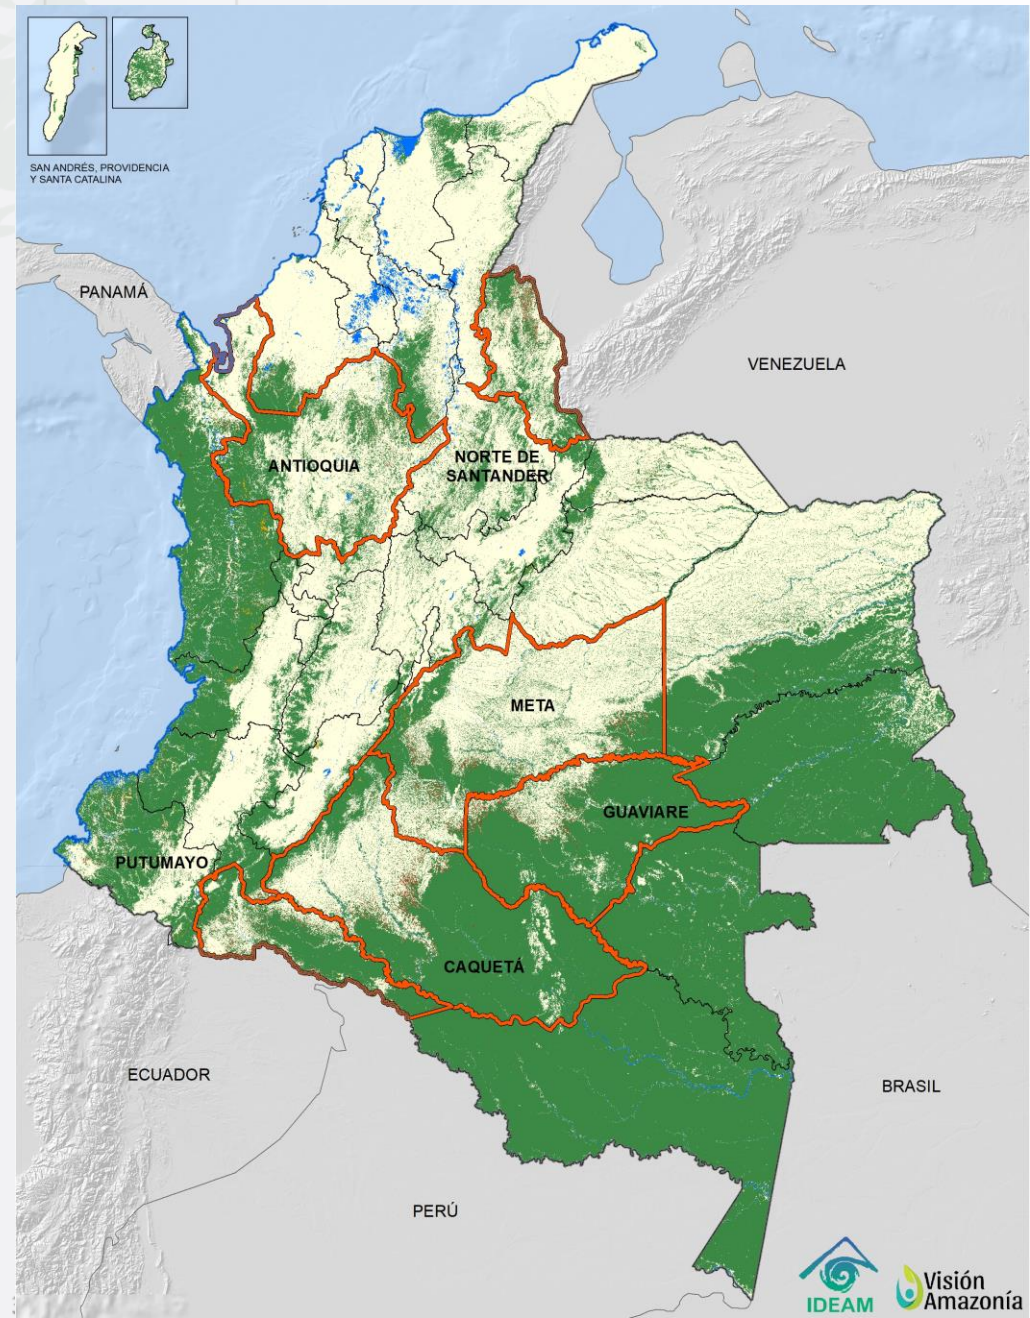 SAN ANDRÉS, PROVIDENCIA
Y SANTA CATALINA
PANAMÁ
VENEZUELA
ANTIOQUIA
NORTE DE
SANTANDER
META
GUAVIARE
PUTUMAYO
CAQUETÁ
ECUADOR
BRASIL
PERÚ
IDEAM
Visión
Amazonía